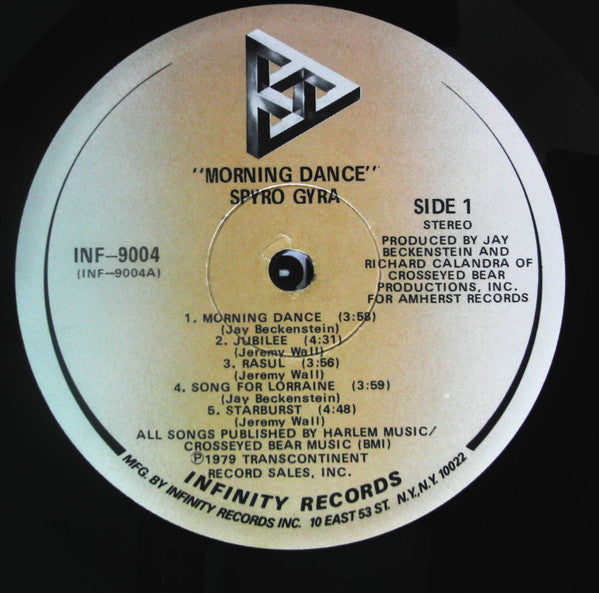 "MORNING DANCE"
SPYRO GYRA
SIDE 1
STEREO
INF-9004
(INF-9004A)
PRODUCED BY JAY
BECKENSTEIN AND
RICHARD CALANDRA OF
CROSSEYED BEAR
PRODUCTIONS, INC.
FOR AMHERST RECORDS
1. MORNING DANCE (3:58)
(Jay Beckenstein)
2. JUBILEE (4:31)
(Jeremy Wall)
3. RASUL (3:56)
(Jeremy Wall)
4. SONG FOR LORRAINE (3:59)
(Jay Beckenstein)
5. STARBURST (4:48)
(Jeremy Wall)
ALL SONGS PUBLISHED BY HARLEM MUSIC/
CROSSEYED BEAR MUSIC (BMI)
℗1979 TRANSCONTINENT
RECORD SALES, INC.
INFINITY RECORDS
MFG. BY INFINITY RECORDS INC. 10 EAST 53 ST. N.Y., N.Y. 10022